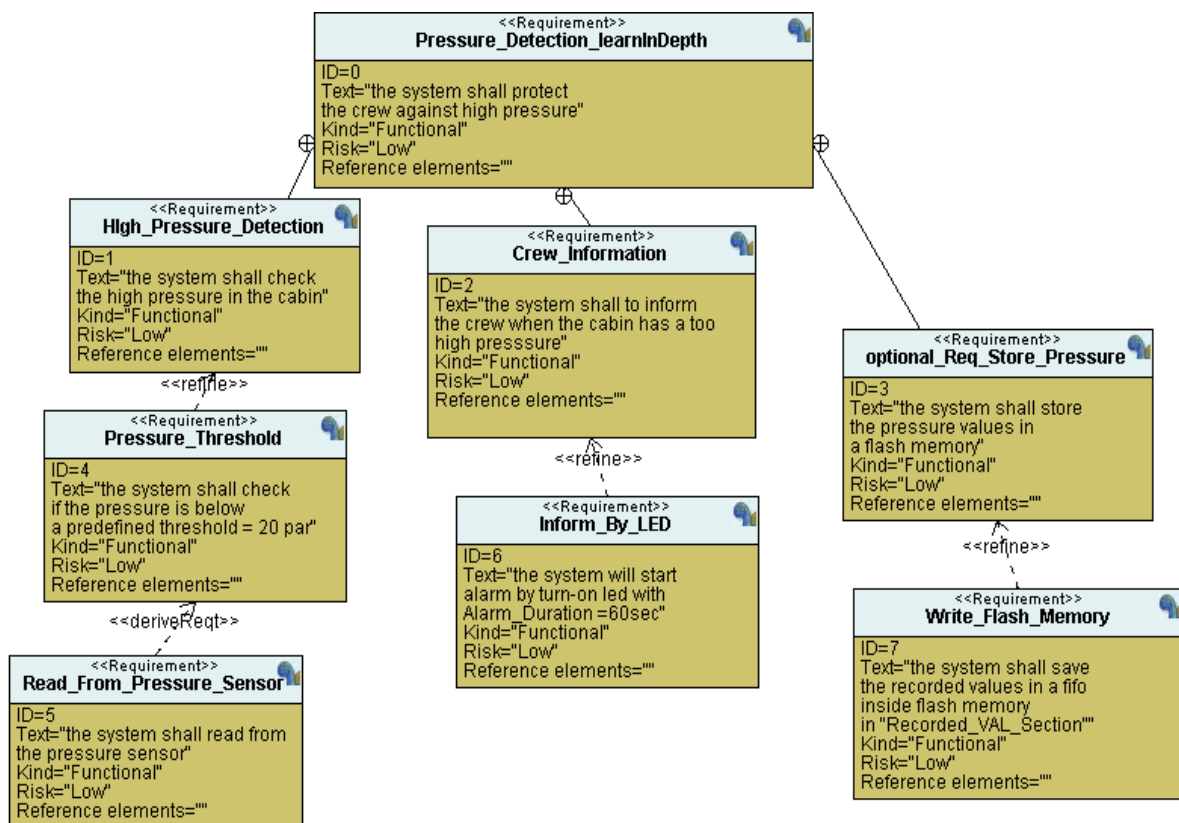 <<Requirement>>
Pressure_Detection_learnInDepth
ID=0
Text="the system shall protect
the crew against high pressure"
Kind="Functional"
Risk="Low"
Reference elements=""
<<Requirement>>
HIgh_Pressure_Detection
ID=1
Text="the system shall check
the high pressure in the cabin"
Kind="Functional"
Risk="Low"
Reference elements=""
<<refine>>
<<Requirement>>
Pressure_Threshold
ID=4
Text="the system shall check
if the pressure is below
a predefined threshold = 20 par"
Kind="Functional"
Risk="Low"
Reference elements=""
<<deriveReqt>>
<<Requirement>>
Read_From_Pressure_Sensor
ID=5
Text="the system shall read from
the pressure sensor"
Kind="Functional"
Risk="Low"
Reference elements=""
<<Requirement>>
Crew_Information
ID=2
Text="the system shall to inform
the crew when the cabin has a too
high presssure"
Kind="Functional"
Risk="Low"
Reference elements=""
<<refine>>
<<Requirement>>
Inform_By_LED
ID=6
Text="the system will start
alarm by turn-on led with
Alarm_Duration =60sec"
Kind="Functional"
Risk="Low"
Reference elements=""
<<Requirement>>
optional_Req_Store_Pressure
ID=3
Text="the system shall store
the pressure values in
a flash memory"
Kind="Functional"
Risk="Low"
Reference elements=""
<<refine>>
<<Requirement>>
Write_Flash_Memory
ID=7
Text="the system shall save
the recorded values in a fifo
inside flash memory
in "Recorded_VAL_Section""
Kind="Functional"
Risk="Low"
Reference elements=""